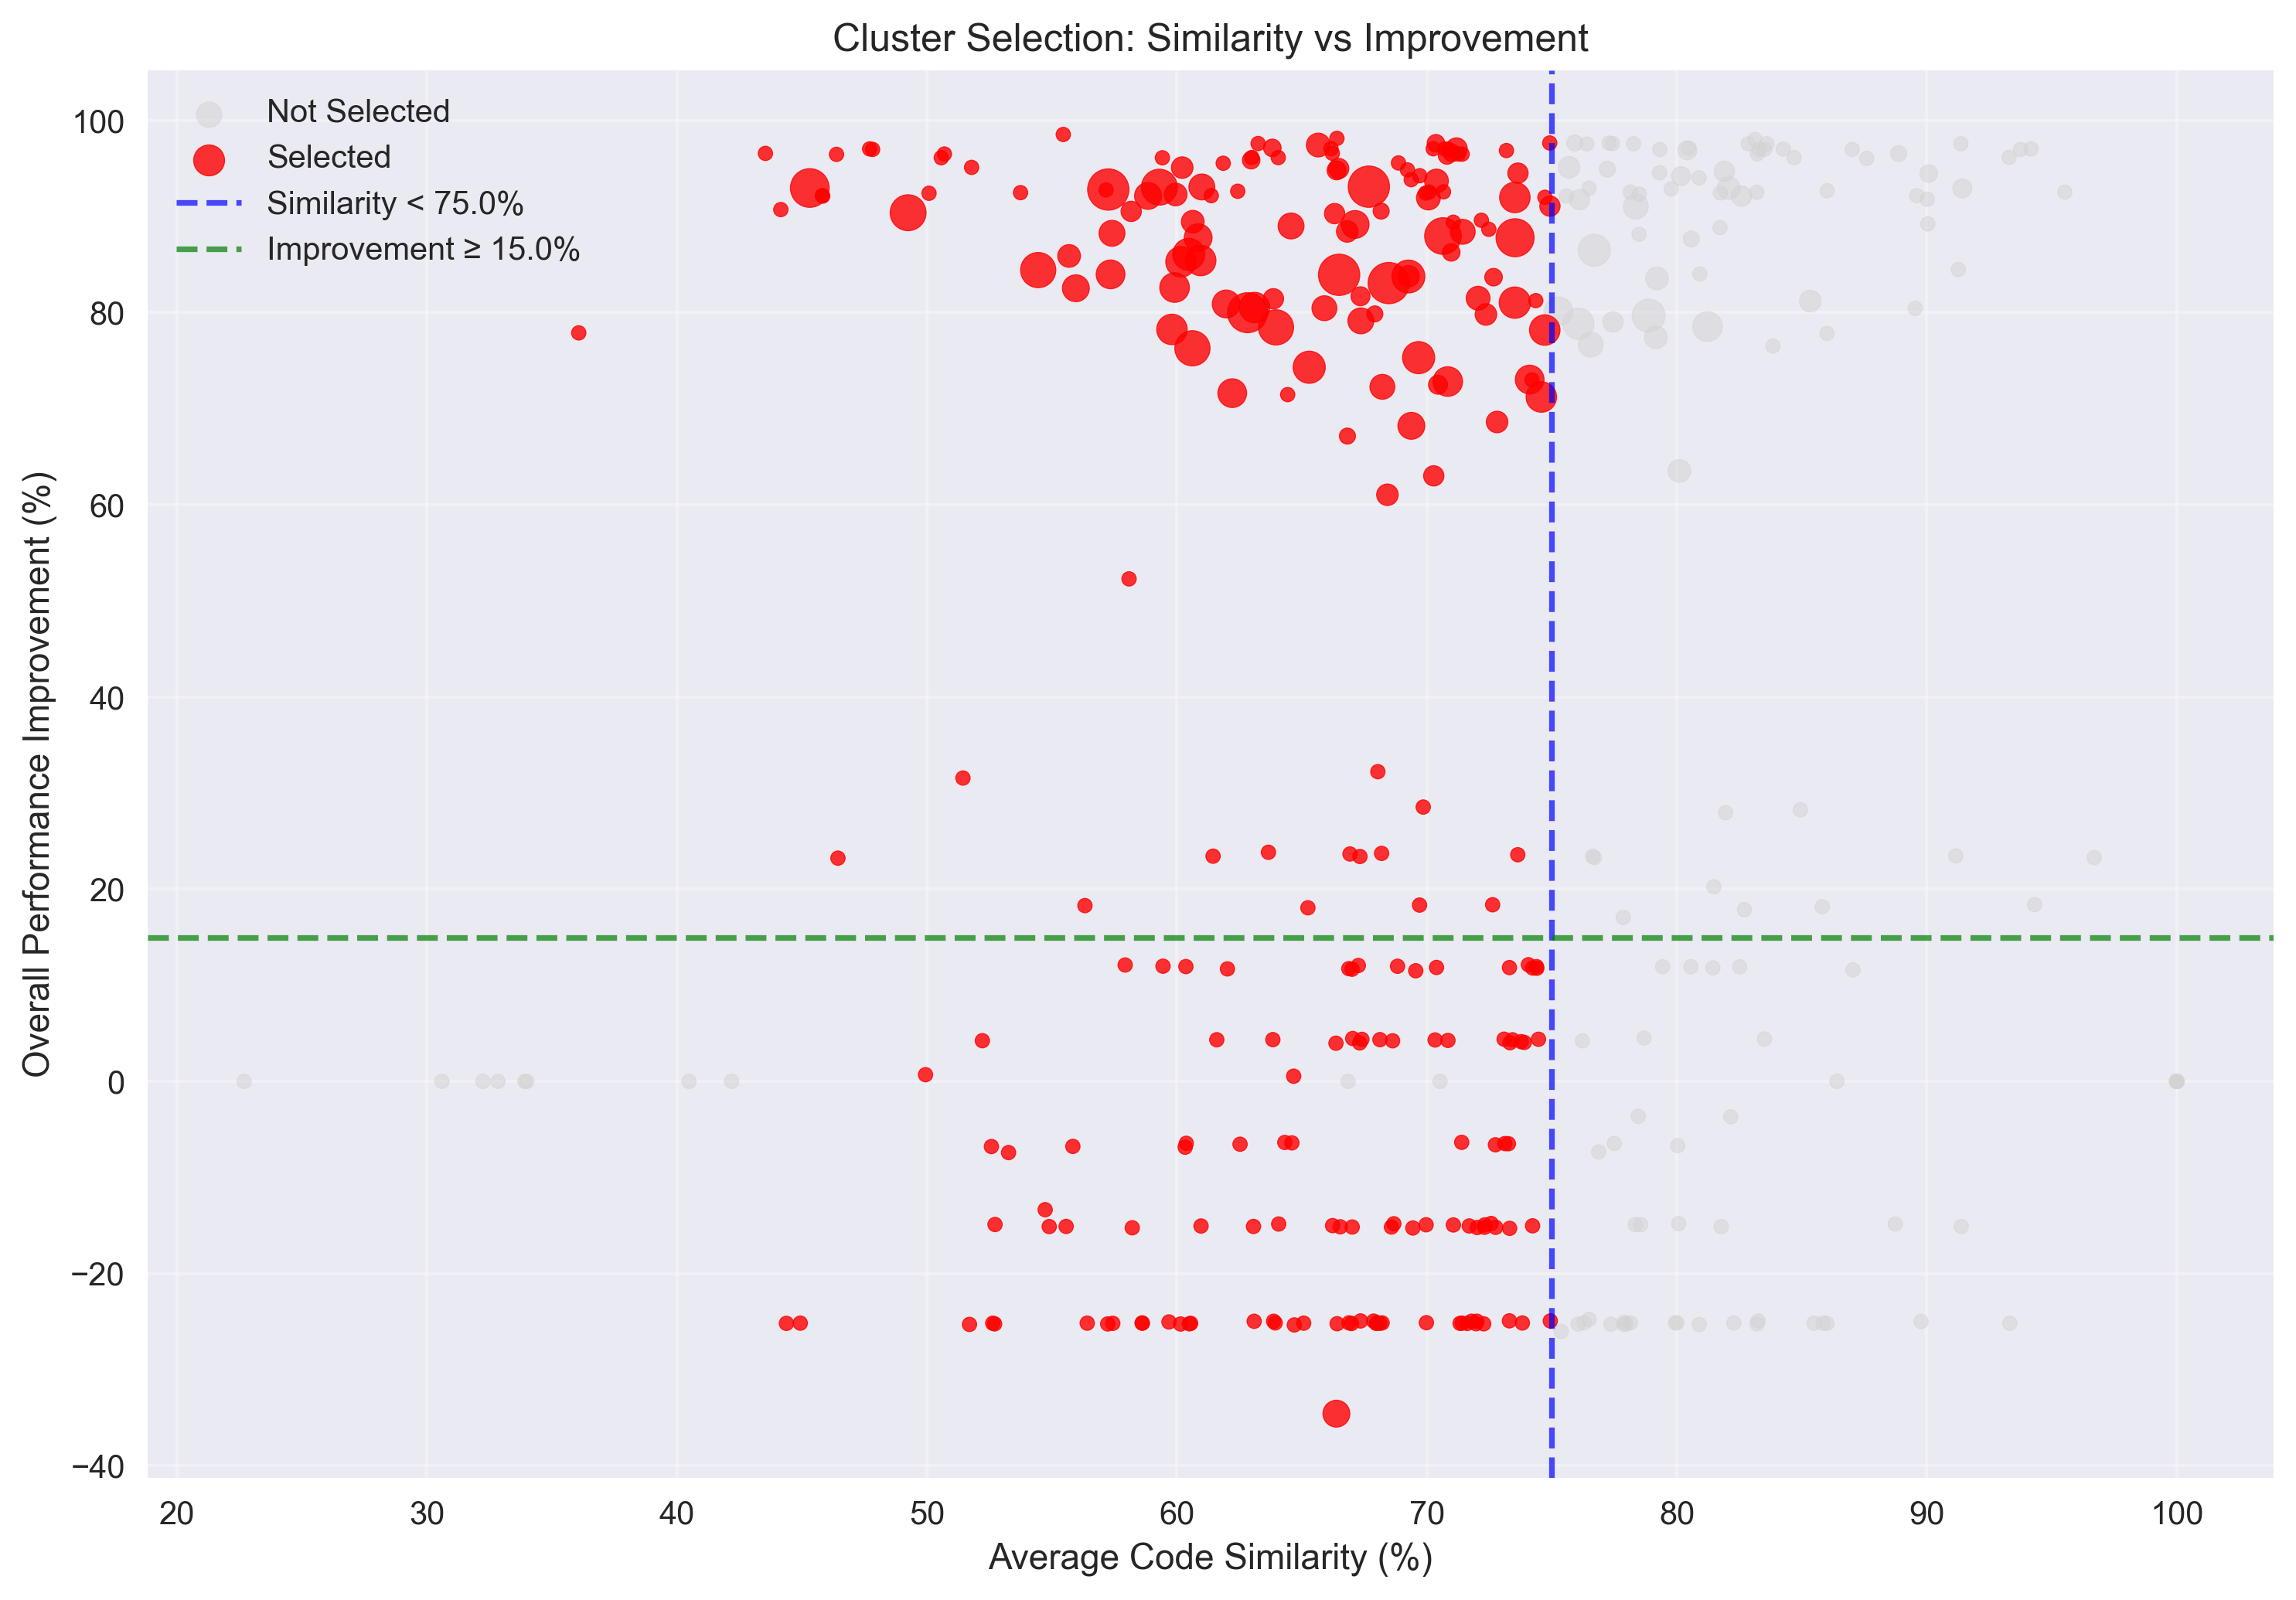 Cluster Selection: Similarity vs Improvement
Not Selected
Selected
Similarity < 75.0%
Improvement ≥ 15.0%
Overall Performance Improvement (%)
100
80
60
40
20
0
−20
−40
20 30 40 50 60 70 80 90 100
Average Code Similarity (%)